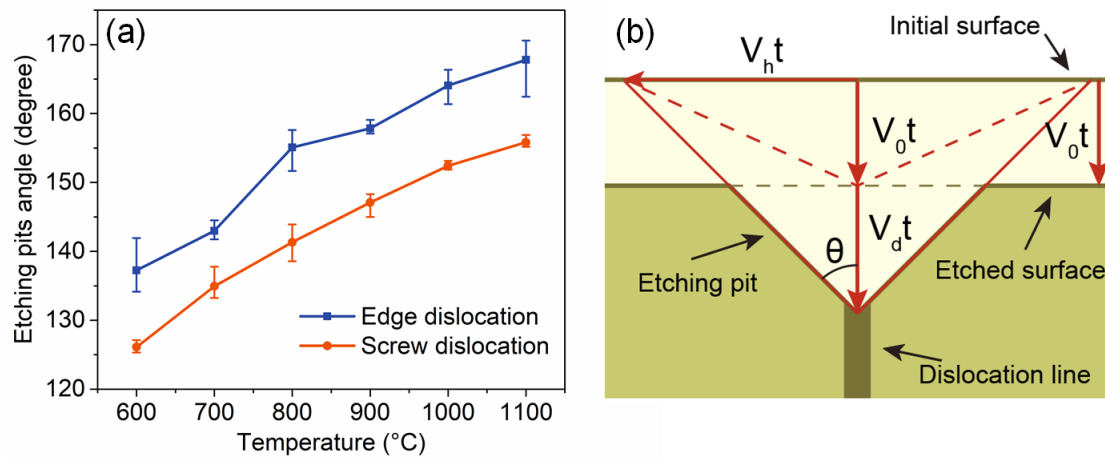 (a)
Etching pits angle (degree)
170
160
150
140
130
120
Edge dislocation
Screw dislocation
600 700 800 900 1000 1100
Temperature (°C)
(b)
Initial surface
Vht
V0t
V0t
Vdt
θ
Etching pit
Etched surface
Dislocation line